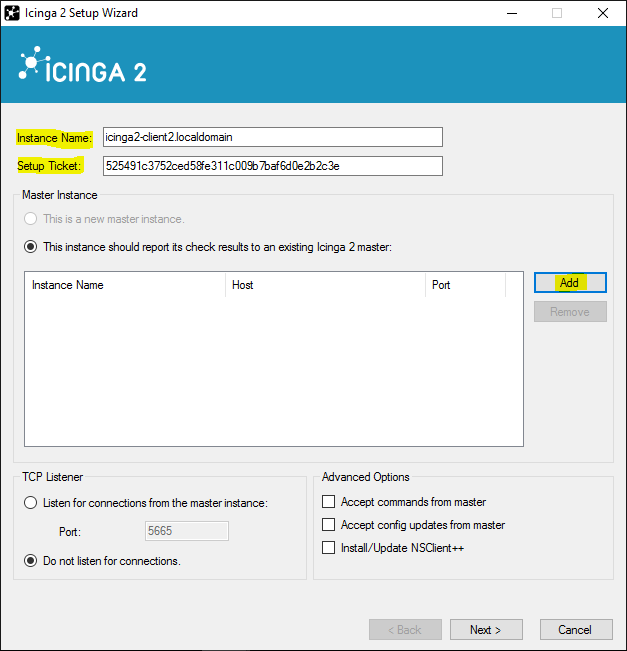 Icinga 2 Setup Wizard
ICINGA 2
Instance Name: icinga2-client2.localdomain
Setup Ticket: 525491c3752ced58fe311c009b7baf6d0e2b2c3e
Master Instance
This is a new master instance.
This instance should report its check results to an existing Icinga 2 master:
Instance Name Host Port
Add
Remove
TCP Listener
Listen for connections from the master instance:
Port: 5665
Do not listen for connections.
Advanced Options
Accept commands from master
Accept config updates from master
Install/Update NSClient++
< Back Next > Cancel